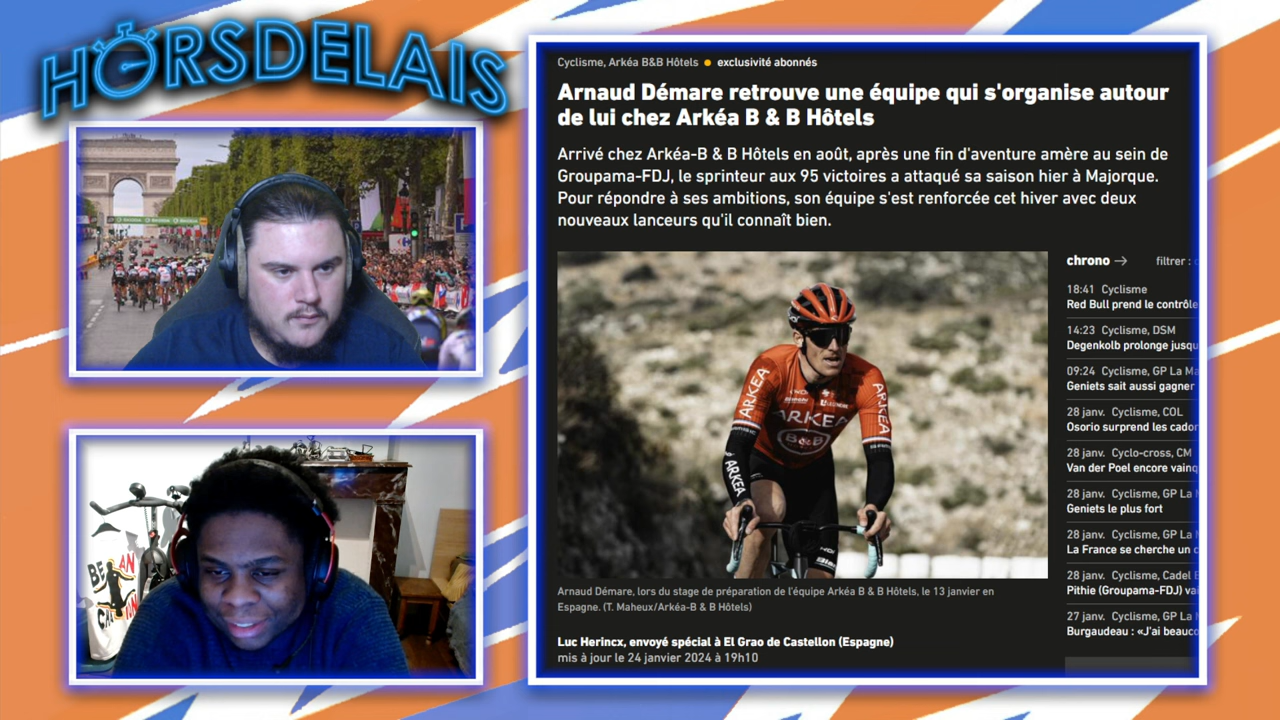 HORSDELAIS
Cyclisme, Arkéa B&B Hôtels • exclusivité abonnés
Arnaud Démare retrouve une équipe qui s'organise autour
de lui chez Arkéa B & B Hôtels
Arrivé chez Arkéa-B & B Hôtels en août, après une fin d'aventure amère au sein de
Groupama-FDJ, le sprinteur aux 95 victoires a attaqué sa saison hier à Majorque.
Pour répondre à ses ambitions, son équipe s'est renforcée cet hiver avec deux
nouveaux lanceurs qu'il connaît bien.
chrono → filtrer :
18:41 Cyclisme
Red Bull prend le contrôle
14:23 Cyclisme, DSM
Degenkolb prolonge jusqu
09:24 Cyclisme, GP La Ma
Geniets sait aussi gagner
28 janv. Cyclisme, COL
Osorio surprend les cador
28 janv. Cyclo-cross, CM
Van der Poel encore vainq
28 janv. Cyclisme, GP La
Geniets le plus fort
28 janv. Cyclisme, GP La
La France se cherche un c
28 janv. Cyclisme, Cadel
Pithie (Groupama-FDJ) va
27 janv. Cyclisme, GP La
Burgaudeau : «J'ai beauco
ARKEA
ARKEA
ARKEA
B&B
ARKEA
Arnaud Démare, lors du stage de préparation de l'équipe Arkéa B & B Hôtels, le 13 janvier en
Espagne. (T. Maheux/Arkéa-B & B Hôtels)
Luc Herincx, envoyé spécial à El Grao de Castellon (Espagne)
mis à jour le 24 janvier 2024 à 19h10